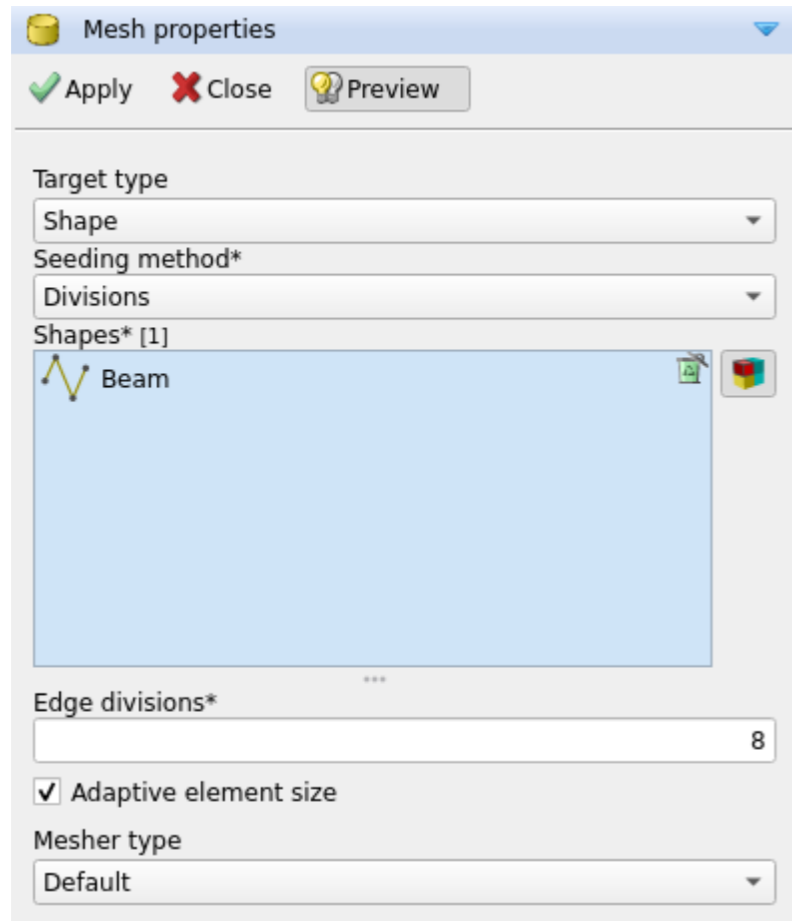 Mesh properties
Apply Close Preview
Target type
Shape
Seeding method*
Divisions
Shapes* [1]
Beam
Edge divisions*
8
Adaptive element size
Mesher type
Default